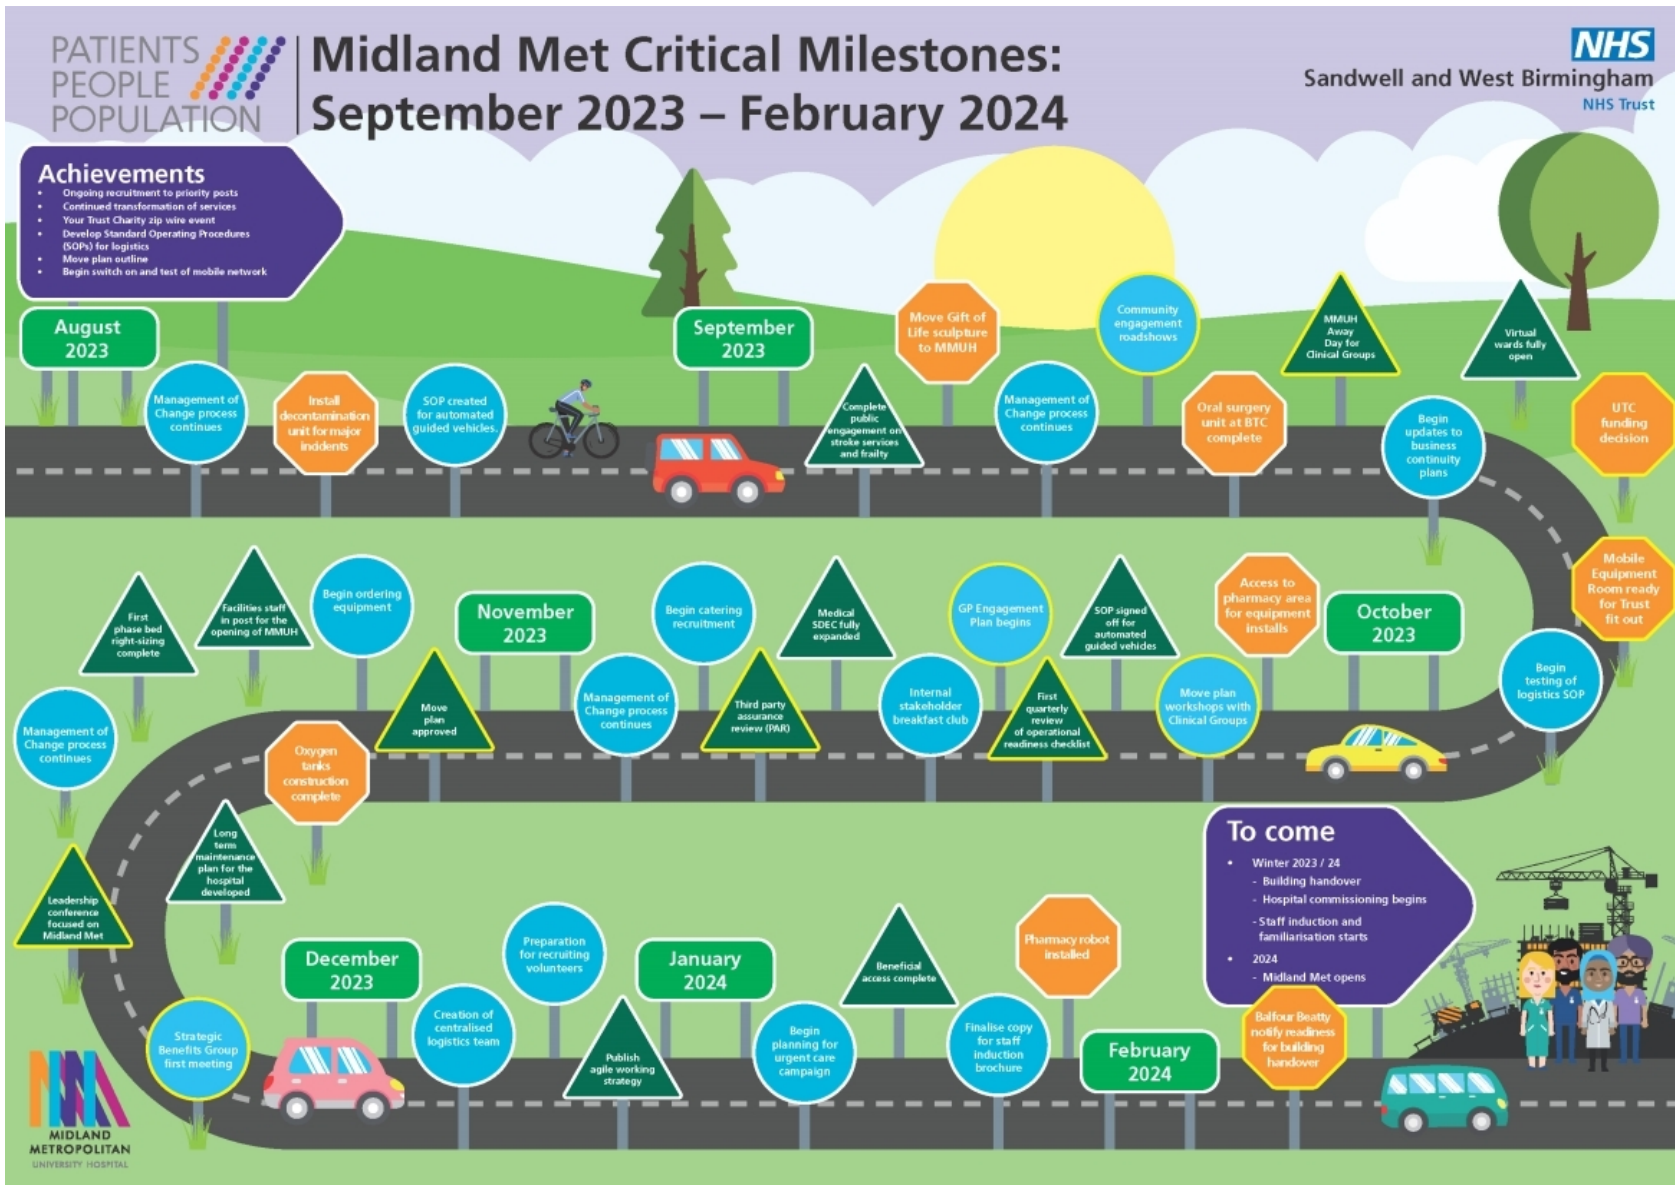 PATIENTS
PEOPLE
POPULATION
Midland Met Critical Milestones:
September 2023 – February 2024
NHS
Sandwell and West Birmingham
NHS Trust
Achievements
• Ongoing recruitment to priority posts
• Continued transformation of services
• Your Trust Charity zip wire event
• Develop Standard Operating Procedures
(SOPs) for logistics
• Move plan outline
• Begin switch on and test of mobile network
August
2023
Management of
Change process
continues
Install
decontamination
unit for major
incidents
SOP created
for automated
guided vehicles.
September
2023
Complete
public
engagement on
stroke services
and frailty
Move Gift of
Life sculpture
to MMUH
Management of
Change process
continues
Community
engagement
roadshows
Oral surgery
unit at BTC
complete
MMUH
Away
Day for
Clinical Groups
Begin
updates to
business
continuity
plans
Virtual
wards fully
open
UTC
funding
decision
Mobile
Equipment
Room ready
for Trust
fit out
Begin
testing of
logistics SOP
October
2023
Access to
pharmacy area
for equipment
installs
Move plan
workshops with
Clinical Groups
SOP signed
off for
automated
guided vehicles
First
quarterly
review
of operational
readiness checklist
GP Engagement
Plan begins
Internal
stakeholder
breakfast club
Medical
SDEC fully
expanded
Third party
assurance
review (PAR)
Begin catering
recruitment
Management of
Change process
continues
November
2023
Move
plan
approved
Begin ordering
equipment
Oxygen
tanks
construction
complete
Facilities staff
in post for the
opening of MMUH
First
phase bed
right-sizing
complete
Management of
Change process
continues
Long
term
maintenance
plan for the
hospital
developed
Leadership
conference
focused on
Midland Met
Strategic
Benefits Group
first meeting
December
2023
Creation of
centralised
logistics team
Preparation
for recruiting
volunteers
Publish
agile working
strategy
January
2024
Begin
planning for
urgent care
campaign
Beneficial
access complete
Finalise copy
for staff
induction
brochure
Pharmacy robot
installed
February
2024
Balfour Beatty
notify readiness
for building
handover
To come
• Winter 2023 / 24
- Building handover
- Hospital commissioning begins
- Staff induction and
familiarisation starts
• 2024
- Midland Met opens
MIDLAND
METROPOLITAN
UNIVERSITY HOSPITAL